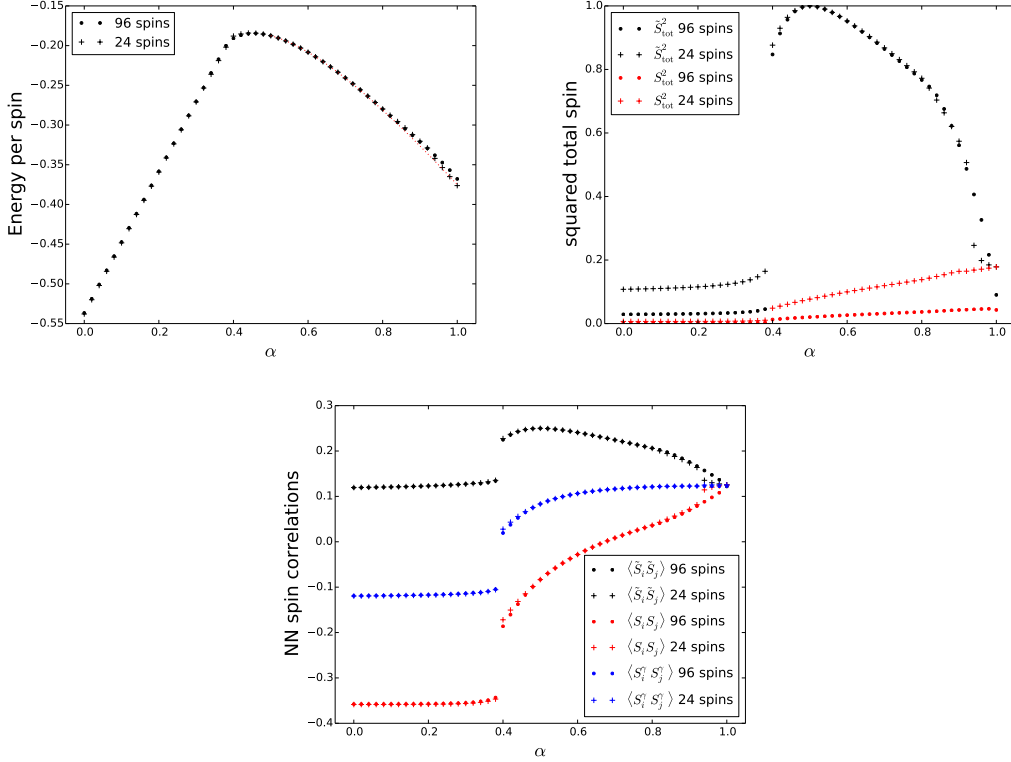 Energy per spin
−0.15
−0.20
−0.25
−0.30
−0.35
−0.40
−0.45
−0.50
−0.55
0.0 0.2 0.4 0.6 0.8 1.0
α
96 spins
24 spins
squared total spin
1.0
0.8
0.6
0.4
0.2
0.0
0.0 0.2 0.4 0.6 0.8 1.0
α
S̃²tot 96 spins
S̃²tot 24 spins
S²tot 96 spins
S²tot 24 spins
NN spin correlations
0.3
0.2
0.1
0.0
−0.1
−0.2
−0.3
−0.4
0.0 0.2 0.4 0.6 0.8 1.0
α
⟨S̃ᵢS̃ⱼ⟩ 96 spins
⟨S̃ᵢS̃ⱼ⟩ 24 spins
⟨SᵢSⱼ⟩ 96 spins
⟨SᵢSⱼ⟩ 24 spins
⟨Sᵢᵞ Sⱼᵞ⟩ 96 spins
⟨Sᵢᵞ Sⱼᵞ⟩ 24 spins